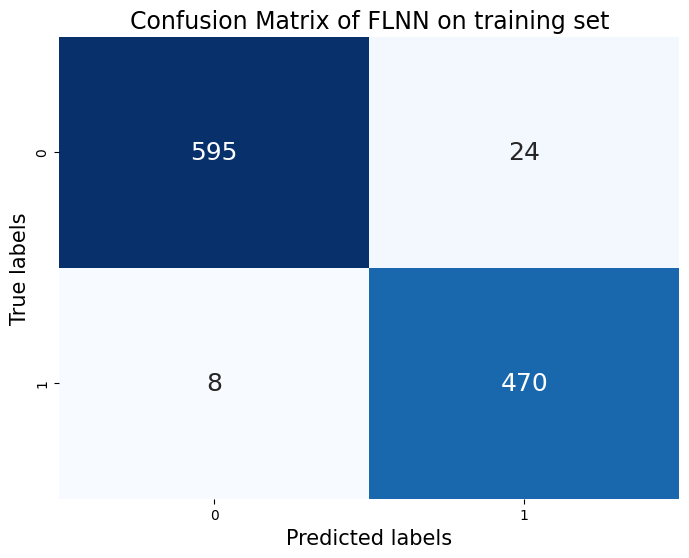 Confusion Matrix of FLNN on training set
True labels
0
595
24
1
8
470
0
1
Predicted labels